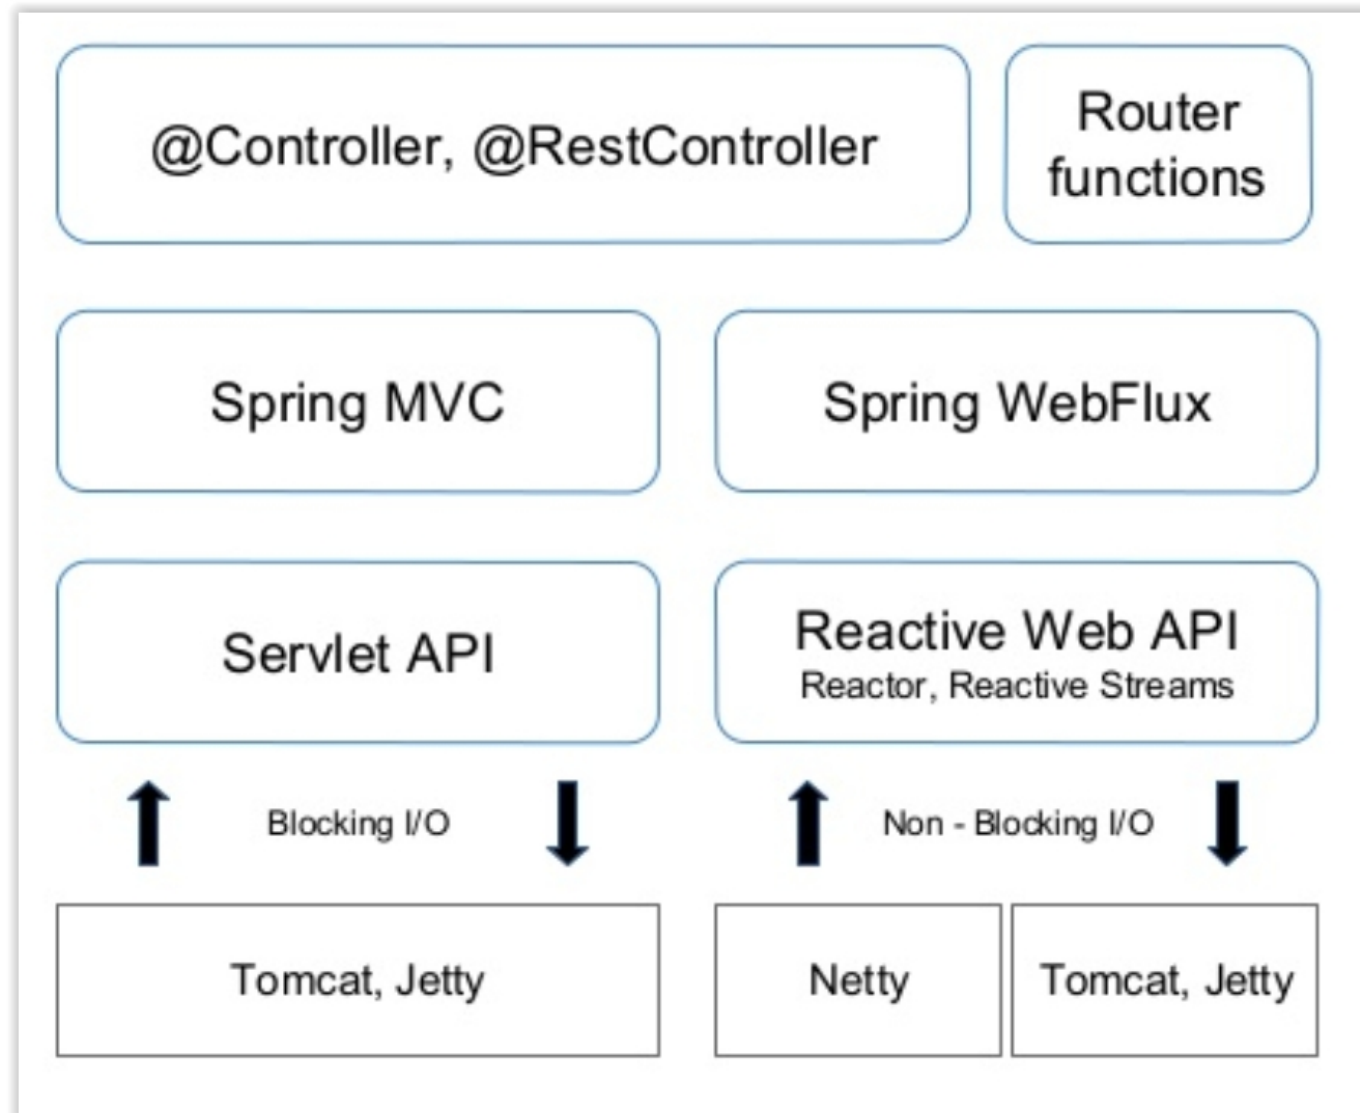 @Controller, @RestController
Router
functions
Spring MVC
Spring WebFlux
Servlet API
Reactive Web API
Reactor, Reactive Streams
Blocking I/O
Non - Blocking I/O
Tomcat, Jetty
Netty
Tomcat, Jetty